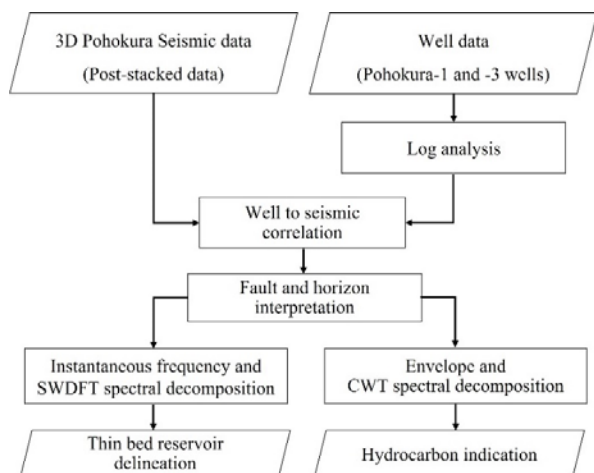 3D Pohokura Seismic data
(Post-stacked data)
Well data
(Pohokura-1 and -3 wells)
Log analysis
Well to seismic
correlation
Fault and horizon
interpretation
Instantaneous frequency and
SWDFT spectral decomposition
Envelope and
CWT spectral decomposition
Thin bed reservoir
delineation
Hydrocarbon indication